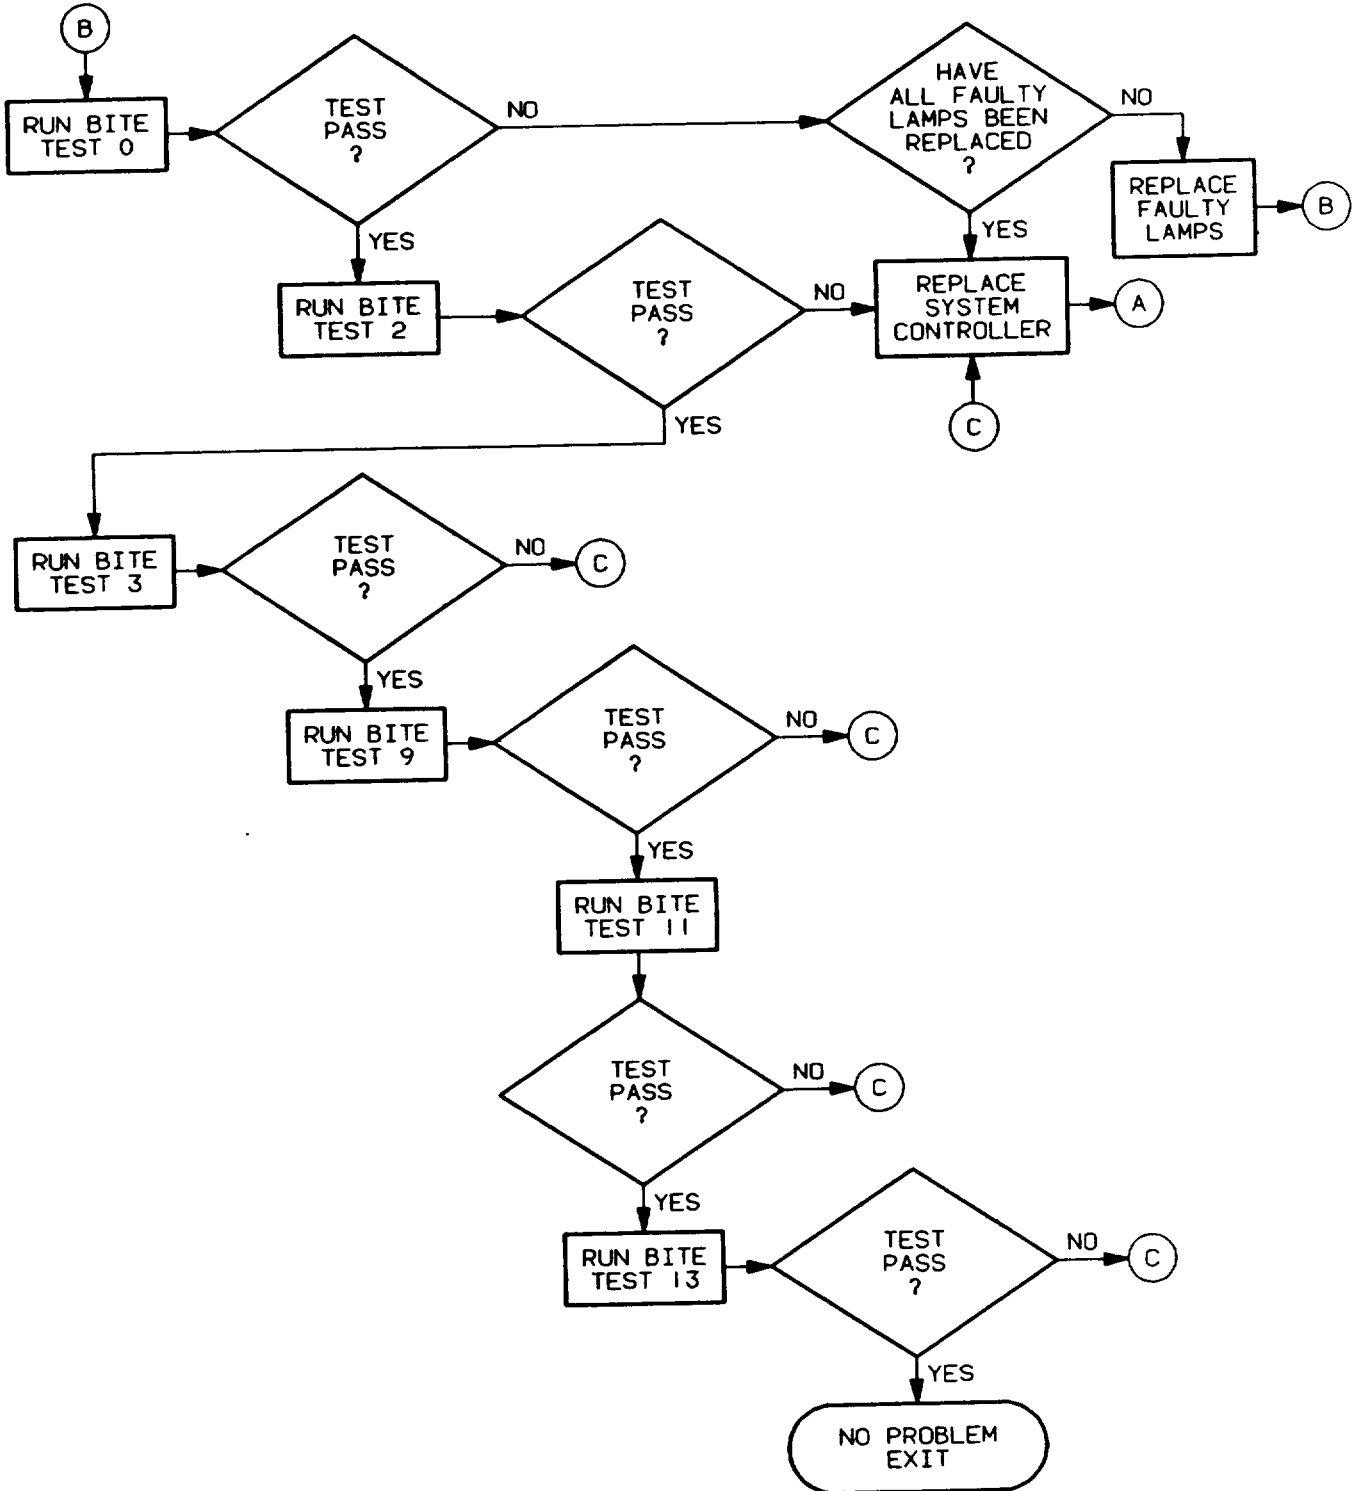 B
RUN BITE
TEST 0
TEST
PASS
?
NO
HAVE
ALL FAULTY
LAMPS BEEN
REPLACED
?
NO
REPLACE
FAULTY
LAMPS
B
YES
YES
RUN BITE
TEST 2
TEST
PASS
?
NO
REPLACE
SYSTEM
CONTROLLER
A
C
YES
RUN BITE
TEST 3
TEST
PASS
?
NO
C
YES
RUN BITE
TEST 9
TEST
PASS
?
NO
C
YES
RUN BITE
TEST 11
TEST
PASS
?
NO
C
YES
RUN BITE
TEST 13
TEST
PASS
?
NO
C
YES
NO PROBLEM
EXIT